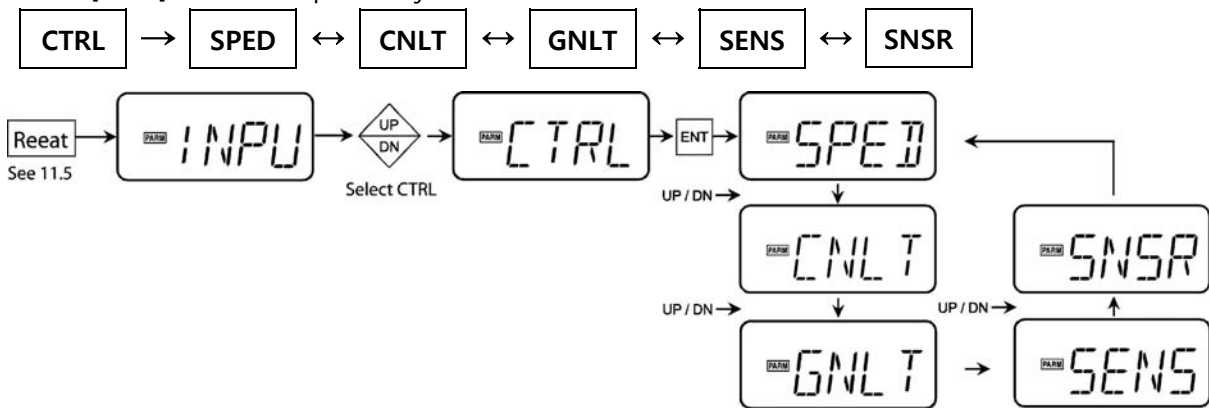 CTRL → SPED ↔ CNLT ↔ GNLT ↔ SENS ↔ SNSR
Reeat
See 11.5
PARM INPU
UP
DN
Select CTRL
PARM CTRL
ENT
PARM SPED
UP / DN
PARM CNLT
UP / DN
PARM GNLT
PARM SENS
UP / DN
PARM SNSR